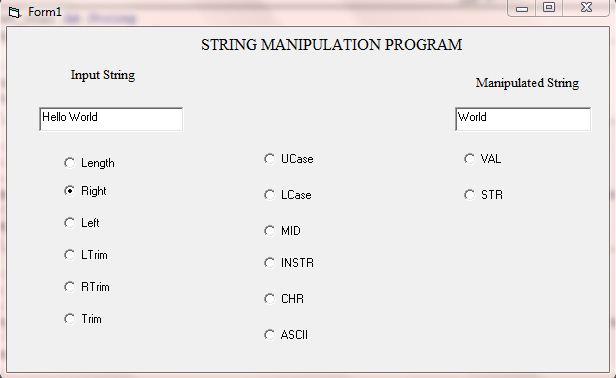 Form1
STRING MANIPULATION PROGRAM
Input String
Manipulated String
Hello World
World
Length
Right
Left
LTrim
RTrim
Trim
UCase
LCase
MID
INSTR
CHR
ASCII
VAL
STR